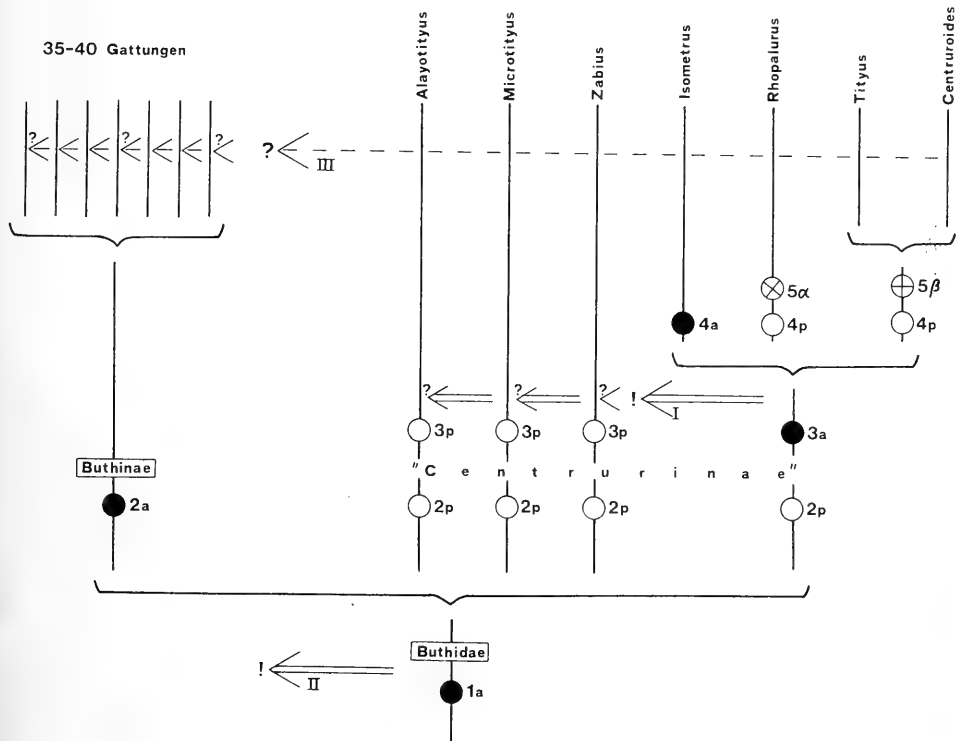 35-40 Gattungen
Alayotityus
Microtityus
Zabius
Isometrus
Rhopalurus
Tityus
Centruroides
? ? ? ? III
5α 5β
4a 4p 4p
? ? ? ! I
3p 3p 3p 3a
"Centrurinae"
Buthinae
2a 2p 2p 2p 2p
Buthidae
! II
1a